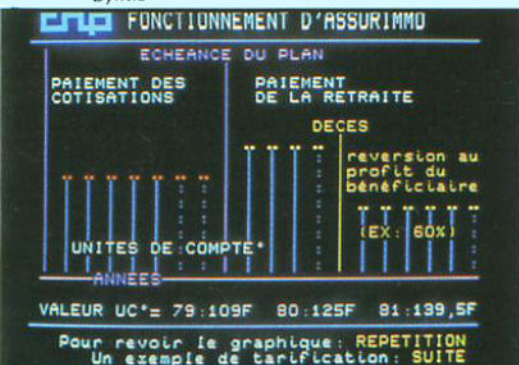 cnp FONCTIONNEMENT D'ASSURIMMO
ECHEANCE DU PLAN
PAIEMENT DES
COTISATIONS
PAIEMENT
DE LA RETRAITE
DECES
reversion au
profit du
bénéficiaire
(EX: 60%)
UNITES DE COMPTE*
ANNEES
VALEUR UC*= 79:109F 80:125F 81:139,5F
Pour revoir le graphique: REPETITION
Un exemple de tarification: SUITE